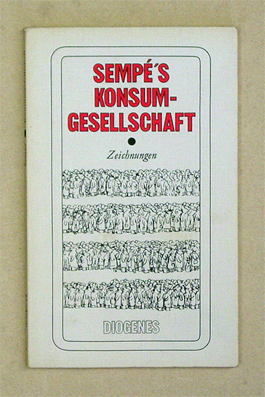 SEMPÉ'S
KONSUM-
GESELLSCHAFT
Zeichnungen
DIOGENES